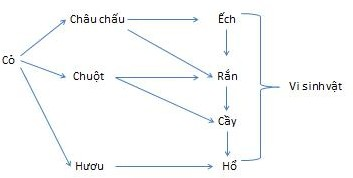 Châu chấu Ếch
Cỏ Chuột Rắn Vi sinh vật
Cầy
Hươu Hổ